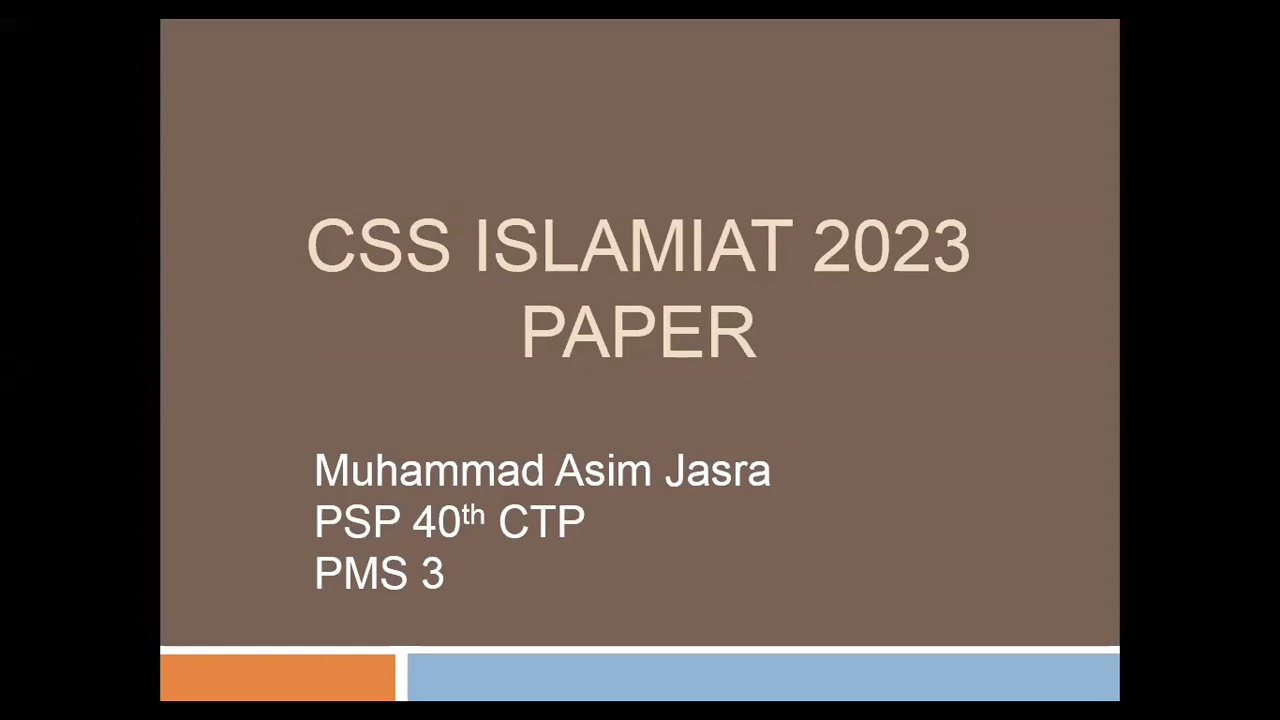 CSS ISLAMIAT 2023
PAPER
Muhammad Asim Jasra
PSP 40th CTP
PMS 3